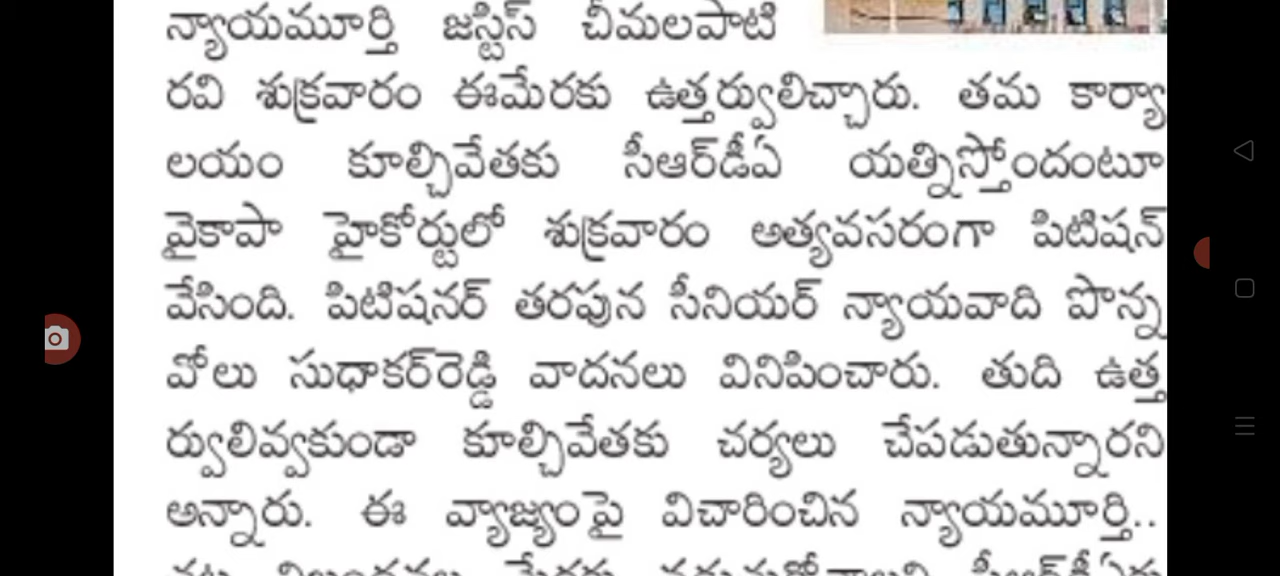 న్యాయమూర్తి జస్టిస్ చీమలపాటి
రవి శుక్రవారం ఈమేరకు ఉత్తర్వులిచ్చారు. తమ కార్యా
లయం కూల్చివేతకు సీఆర్‌డీఏ యత్నిస్తోందంటూ
వైకాపా హైకోర్టులో శుక్రవారం అత్యవసరంగా పిటిషన్
వేసింది. పిటిషనర్ తరఫున సీనియర్ న్యాయవాది పొన్న
వోలు సుధాకర్‌రెడ్డి వాదనలు వినిపించారు. తుది ఉత్త
ర్వులివ్వకుండా కూల్చివేతకు చర్యలు చేపడుతున్నారని
అన్నారు. ఈ వ్యాజ్యంపై విచారించిన న్యాయమూర్తి..